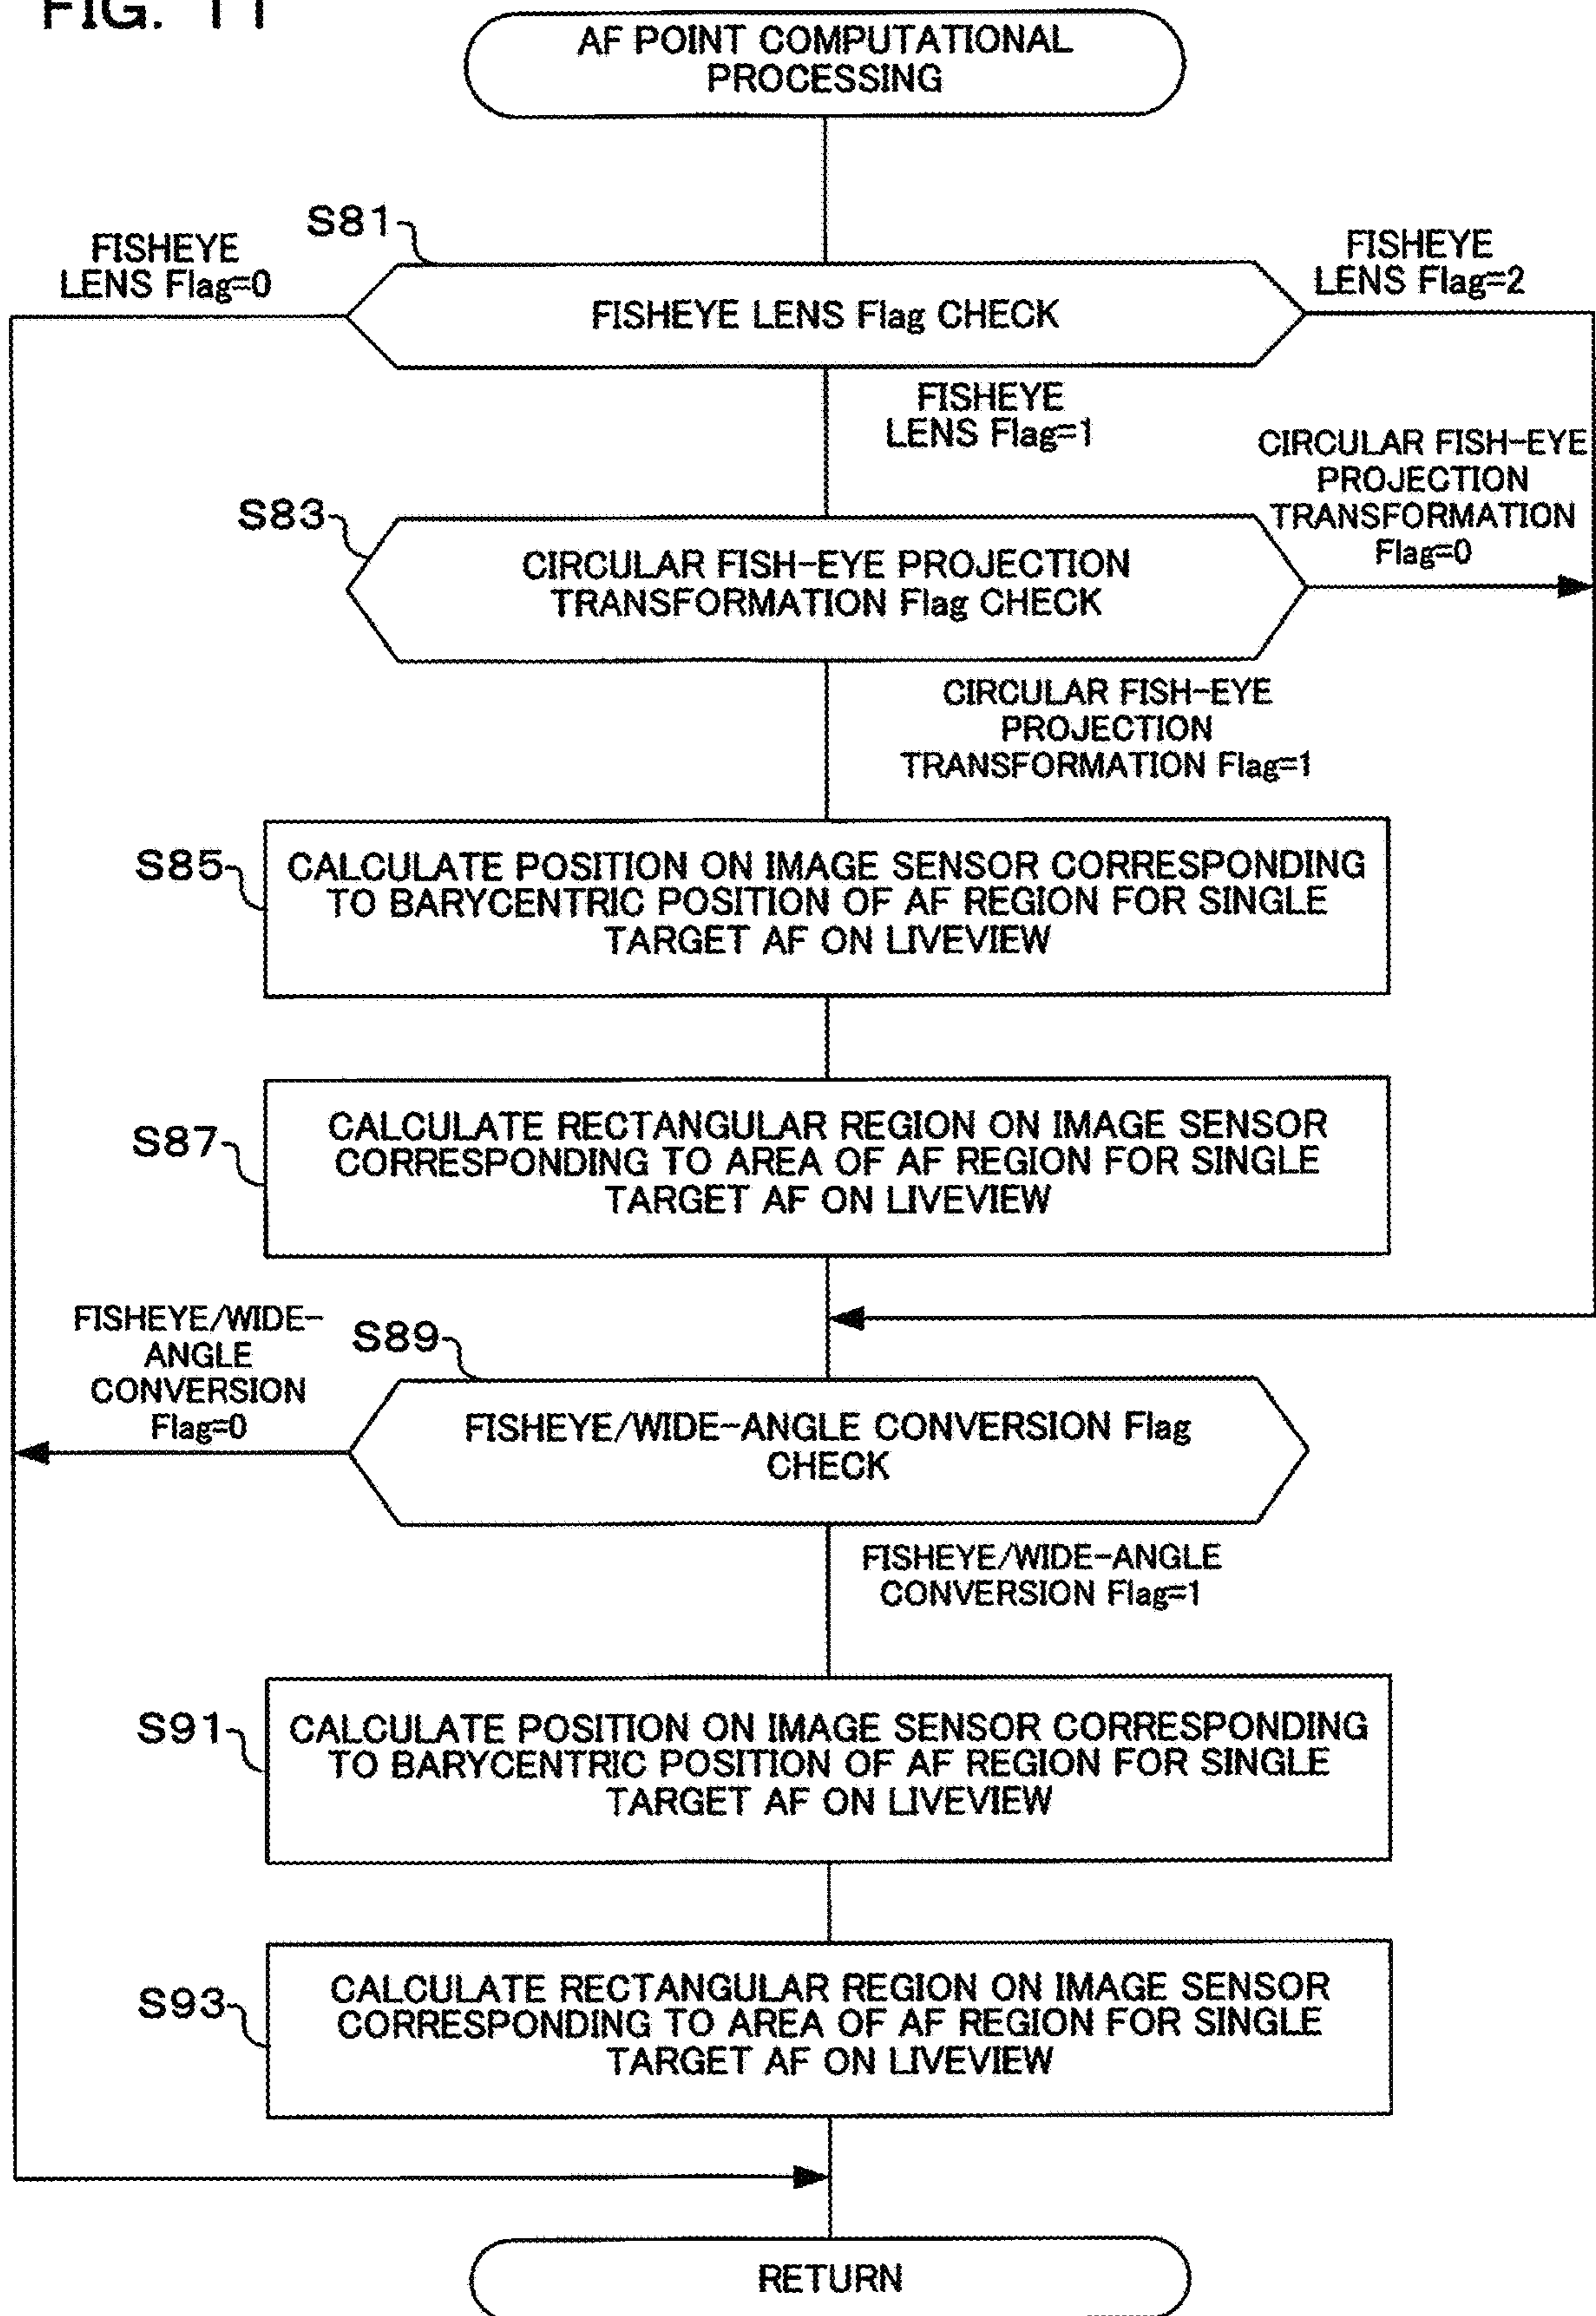 FIG. 11
AF POINT COMPUTATIONAL
PROCESSING
S81
FISHEYE
LENS Flag=0
FISHEYE
LENS Flag=2
FISHEYE LENS Flag CHECK
FISHEYE
LENS Flag=1
CIRCULAR FISH-EYE
PROJECTION
TRANSFORMATION
Flag=0
S83
CIRCULAR FISH-EYE PROJECTION
TRANSFORMATION Flag CHECK
CIRCULAR FISH-EYE
PROJECTION
TRANSFORMATION Flag=1
S85
CALCULATE POSITION ON IMAGE SENSOR CORRESPONDING
TO BARYCENTRIC POSITION OF AF REGION FOR SINGLE
TARGET AF ON LIVEVIEW
S87
CALCULATE RECTANGULAR REGION ON IMAGE SENSOR
CORRESPONDING TO AREA OF AF REGION FOR SINGLE
TARGET AF ON LIVEVIEW
FISHEYE/WIDE-
ANGLE
CONVERSION
Flag=0
S89
FISHEYE/WIDE-ANGLE CONVERSION Flag
CHECK
FISHEYE/WIDE-ANGLE
CONVERSION Flag=1
S91
CALCULATE POSITION ON IMAGE SENSOR CORRESPONDING
TO BARYCENTRIC POSITION OF AF REGION FOR SINGLE
TARGET AF ON LIVEVIEW
S93
CALCULATE RECTANGULAR REGION ON IMAGE SENSOR
CORRESPONDING TO AREA OF AF REGION FOR SINGLE
TARGET AF ON LIVEVIEW
RETURN